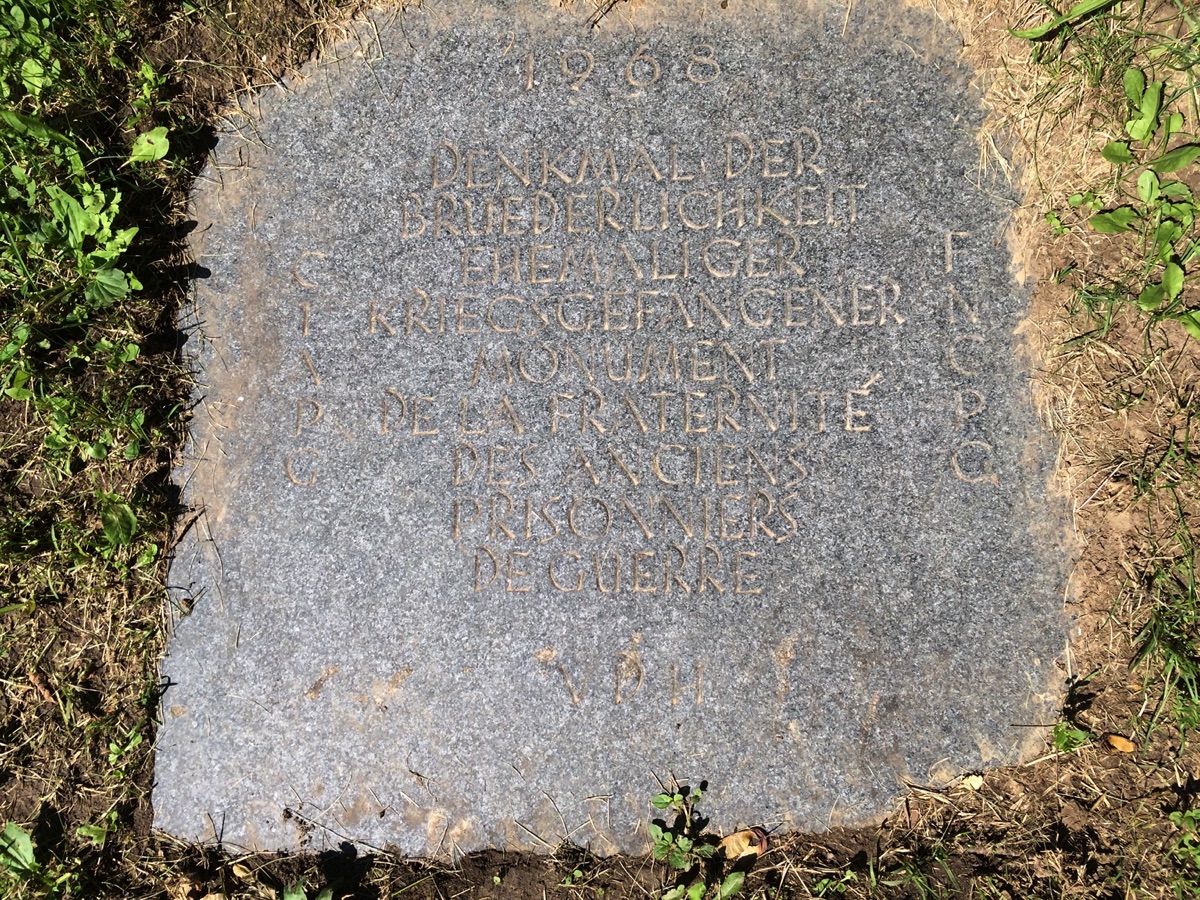 1968
DENKMAL DER
BRUEDERLICHKEIT
EHEMALIGER
KRIEGSGEFANGENER
MONUMENT
DE LA FRATERNITÉ
DES ANCIENS
PRISONNIERS
DE GUERRE
C
I
A
P
G
F
N
C
P
G
VDH